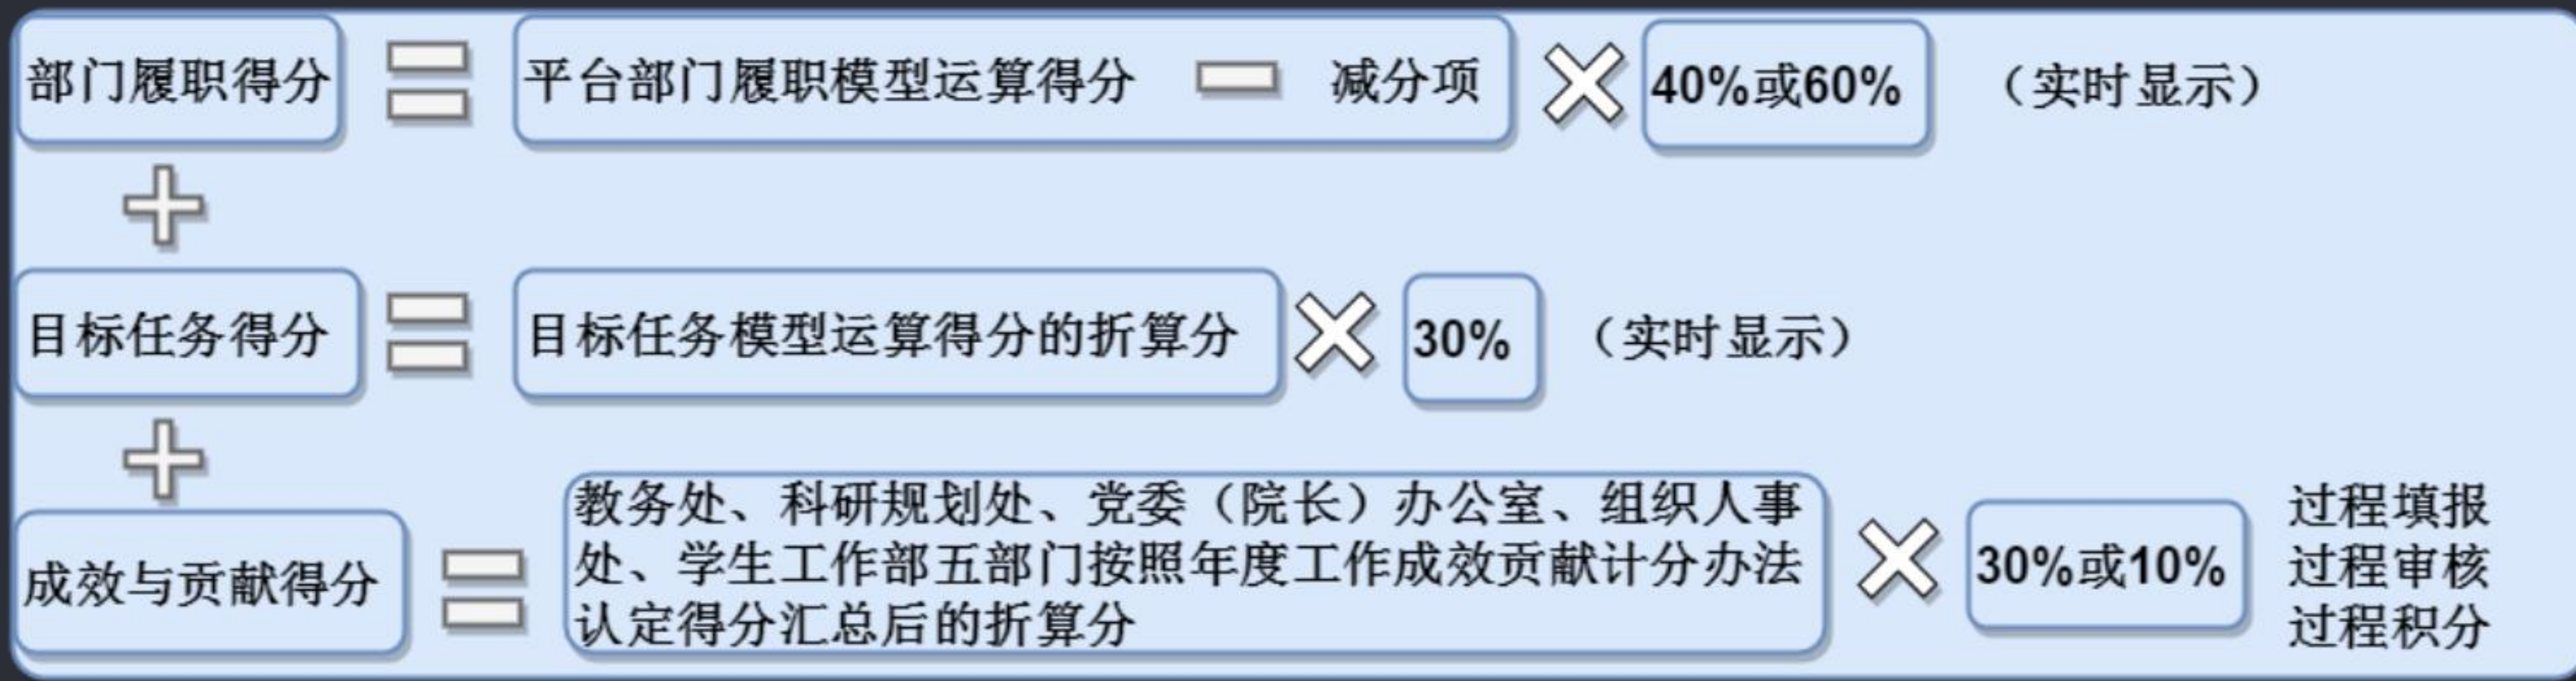 部门履职得分 = 平台部门履职模型运算得分 - 减分项 × 40%或60% （实时显示）
+
目标任务得分 = 目标任务模型运算得分的折算分 × 30% （实时显示）
+
成效与贡献得分 = 教务处、科研规划处、党委（院长）办公室、组织人事
处、学生工作部五部门按照年度工作成效贡献计分办法
认定得分汇总后的折算分 × 30%或10%
过程填报
过程审核
过程积分